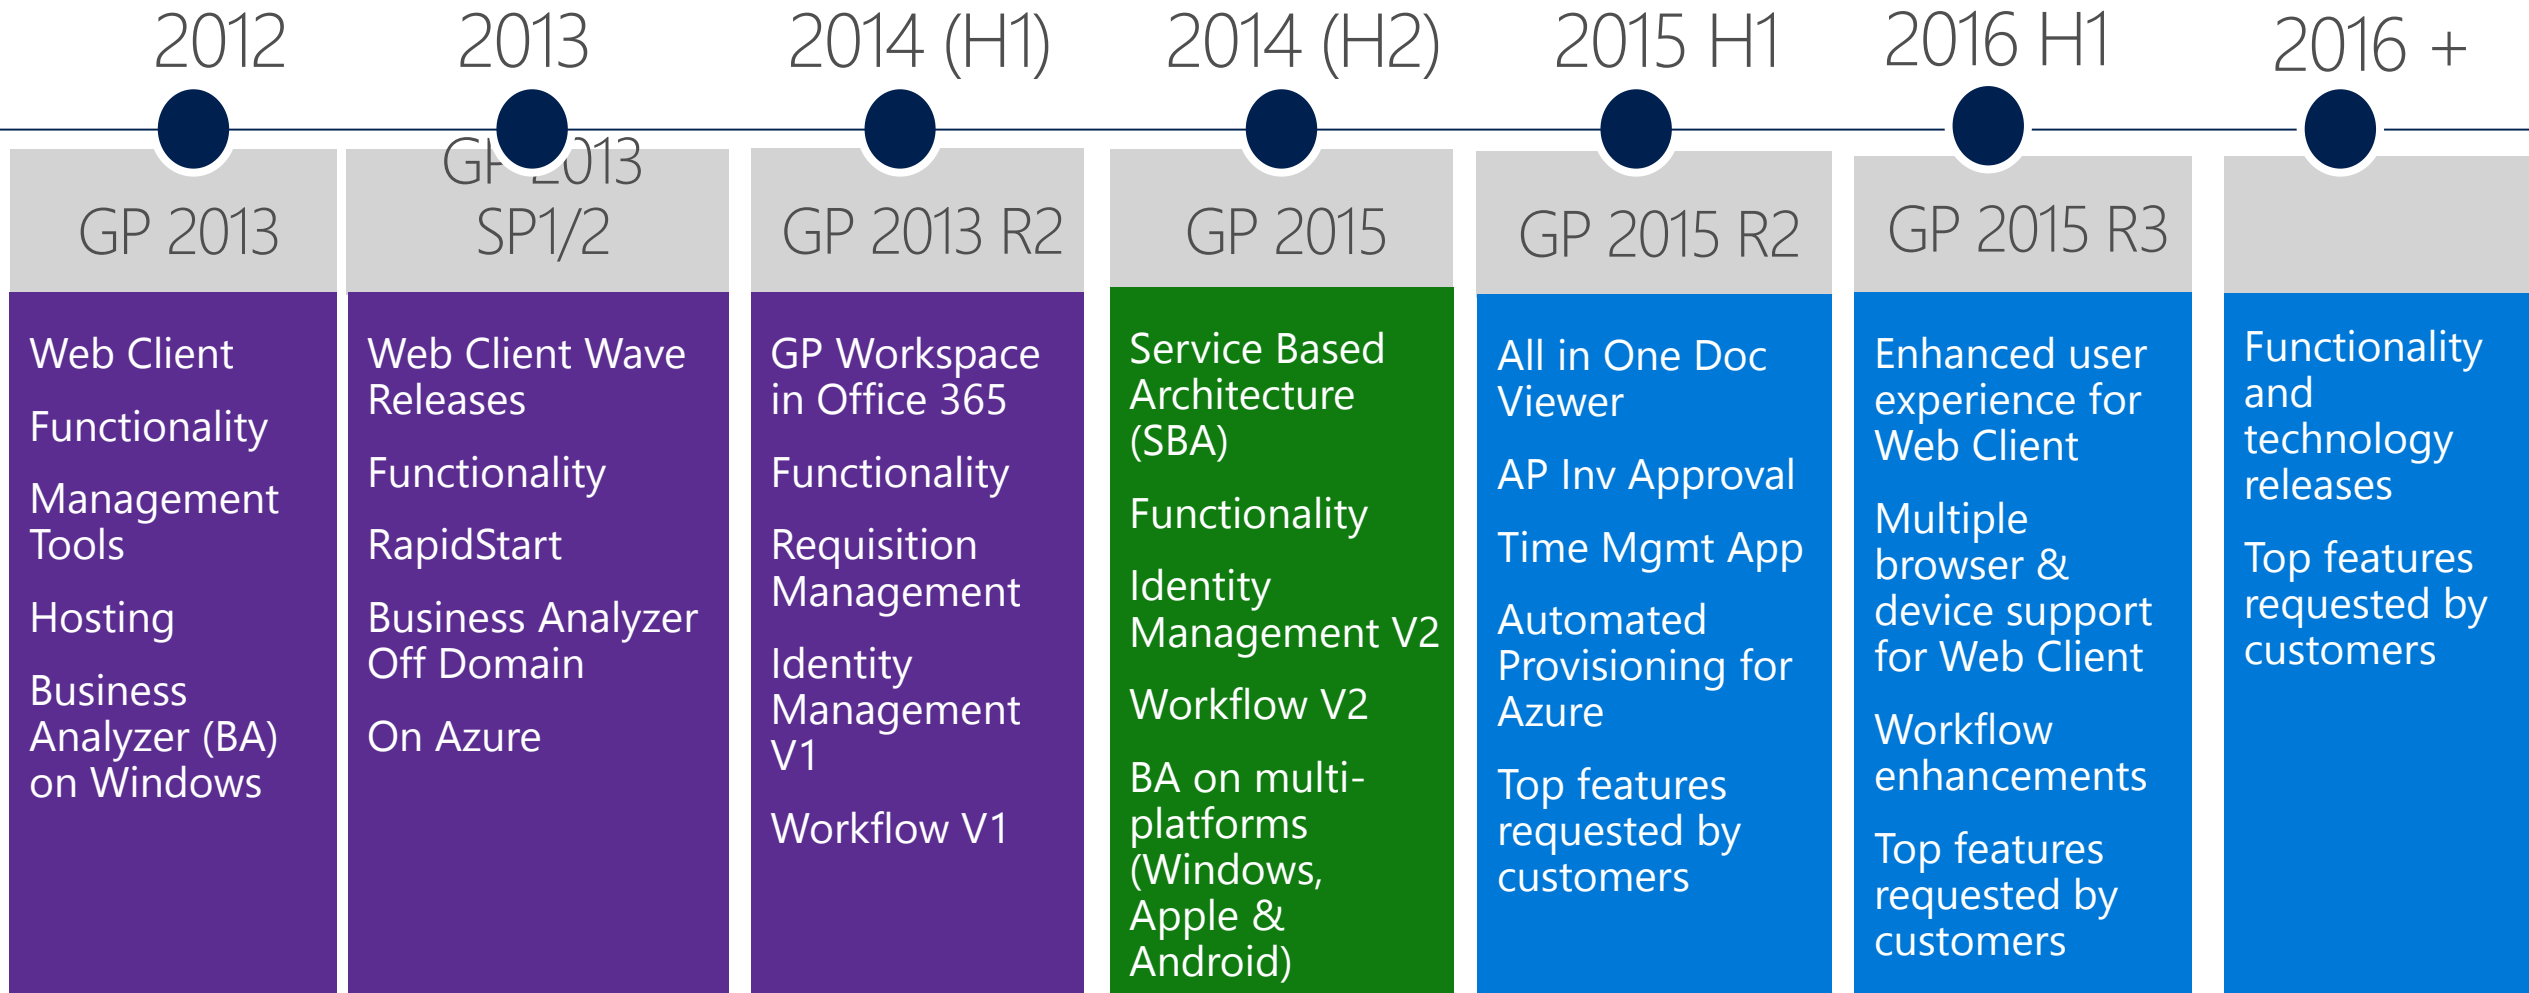 2012
2013
2014 (H1)
2014 (H2)
2015 H1
2016 H1
2016 +
GP 2013
Web Client
Functionality
Management
Tools
Hosting
Business
Analyzer (BA)
on Windows
GP 2013
SP1/2
Web Client Wave
Releases
Functionality
RapidStart
Business Analyzer
Off Domain
On Azure
GP 2013 R2
GP Workspace
in Office 365
Functionality
Requisition
Management
Identity
Management
V1
Workflow V1
GP 2015
Service Based
Architecture
(SBA)
Functionality
Identity
Management V2
Workflow V2
BA on multi-
platforms
(Windows,
Apple &
Android)
GP 2015 R2
All in One Doc
Viewer
AP Inv Approval
Time Mgmt App
Automated
Provisioning for
Azure
Top features
requested by
customers
GP 2015 R3
Enhanced user
experience for
Web Client
Multiple
browser &
device support
for Web Client
Workflow
enhancements
Top features
requested by
customers
Functionality
and
technology
releases
Top features
requested by
customers